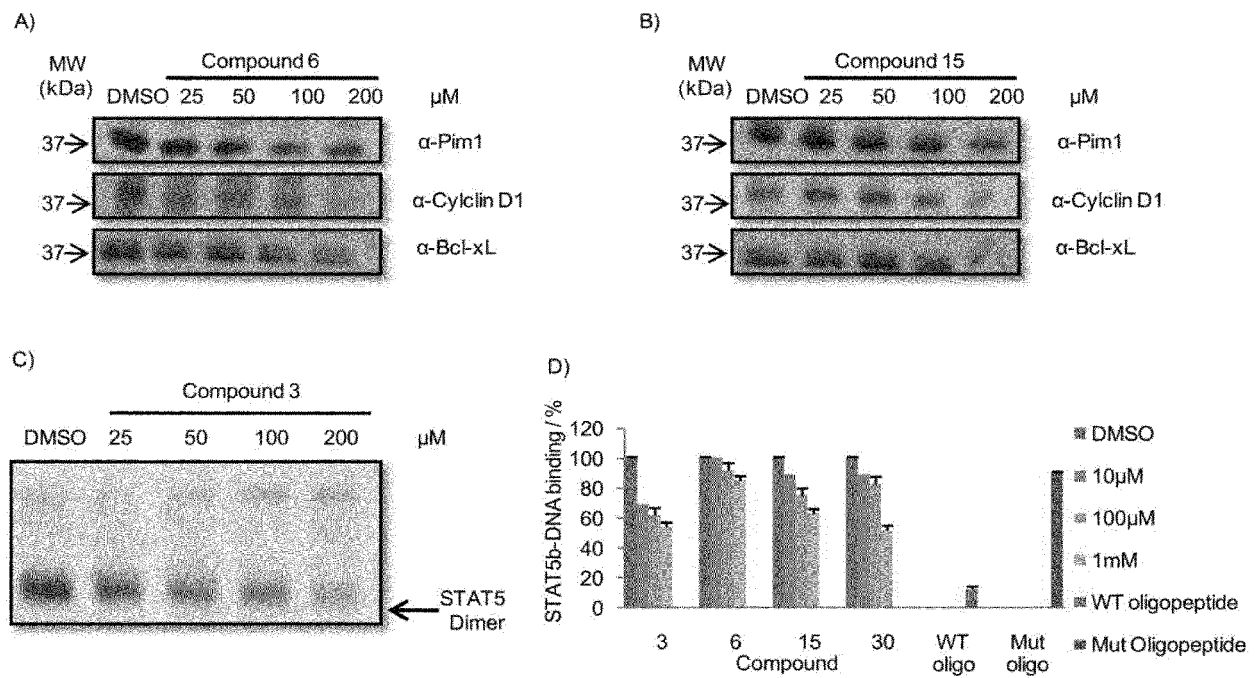 A)
Compound 6
MW
(kDa)
DMSO 25 50 100 200 µM
37 α-Pim1
37 α-Cylclin D1
37 α-Bcl-xL
B)
Compound 15
MW
(kDa)
DMSO 25 50 100 200 µM
37 α-Pim1
37 α-Cylclin D1
37 α-Bcl-xL
C)
Compound 3
DMSO 25 50 100 200 µM
STAT5
Dimer
D)
STAT5b-DNA binding / %
120
100
80
60
40
20
0
3 6 15 30 WT oligo Mut oligo
Compound
DMSO
10µM
100µM
1mM
WT oligopeptide
Mut Oligopeptide